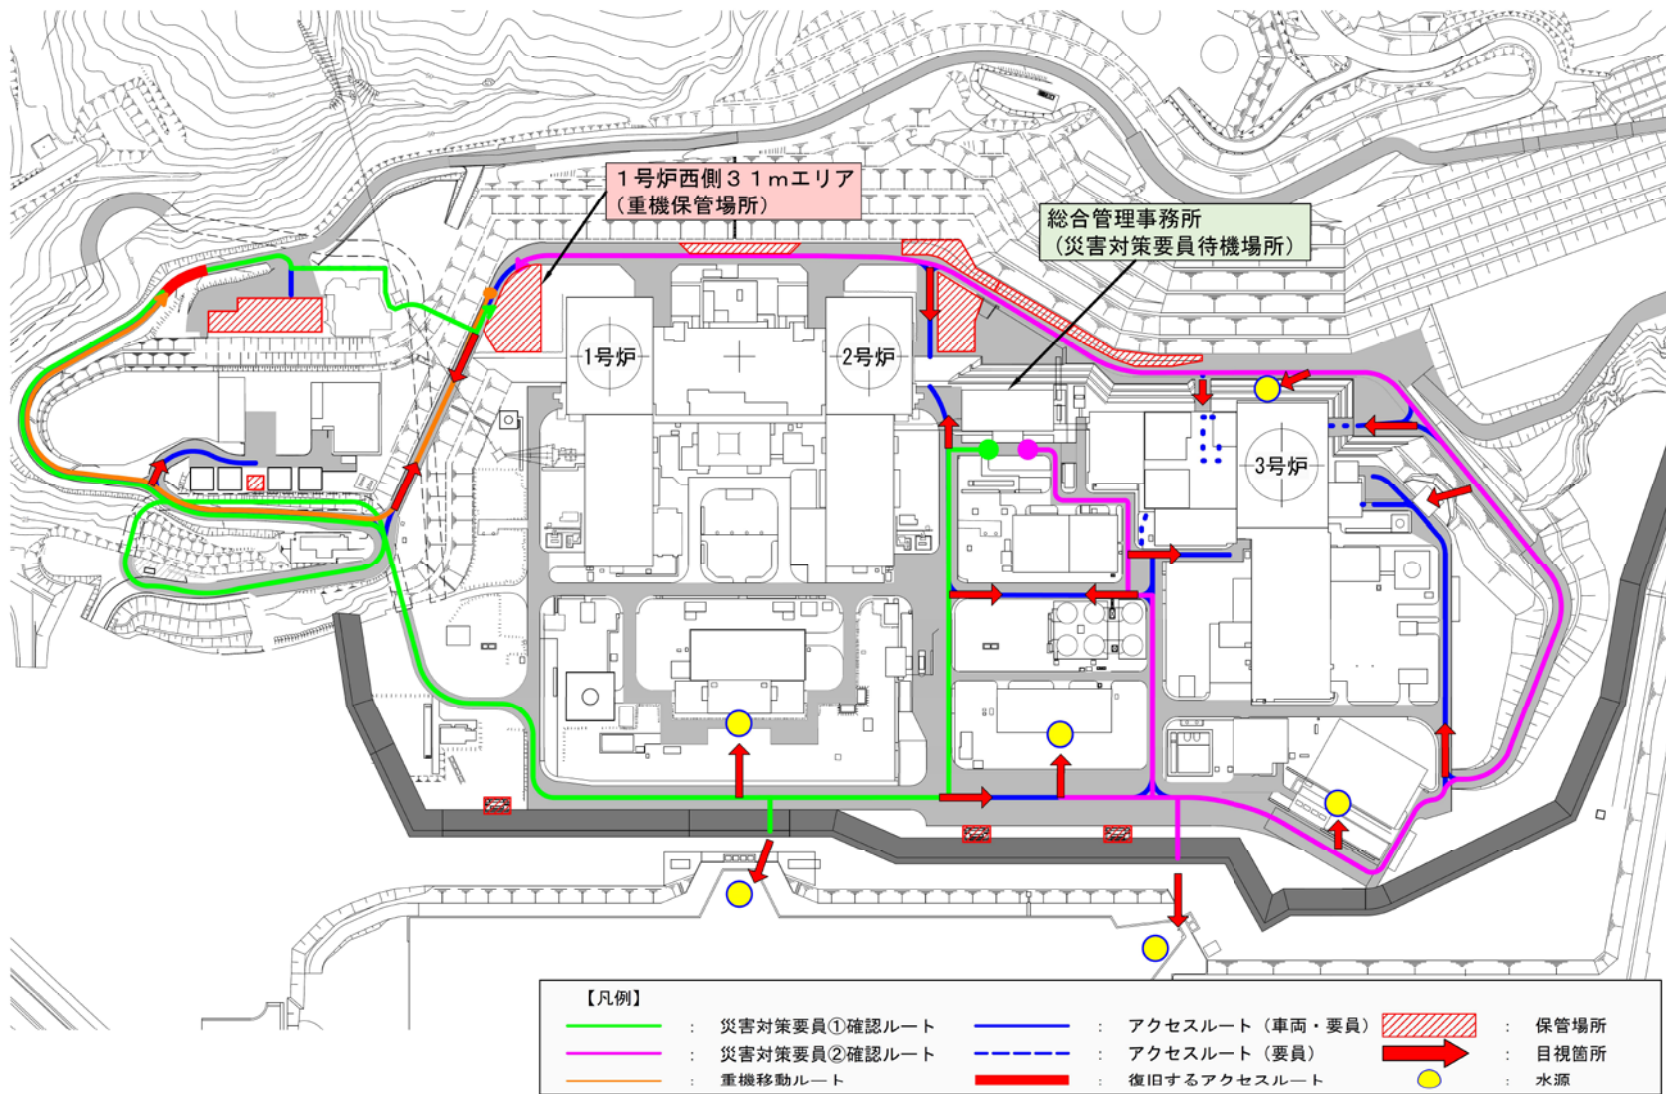 1号炉西側31mエリア
(重機保管場所)
総合管理事務所
(災害対策要員待機場所)
1号炉
2号炉
3号炉
【凡例】
: 災害対策要員①確認ルート
: アクセスルート(車両・要員)
: 保管場所
: 災害対策要員②確認ルート
: アクセスルート(要員)
: 目視箇所
: 重機移動ルート
: 復旧するアクセスルート
: 水源